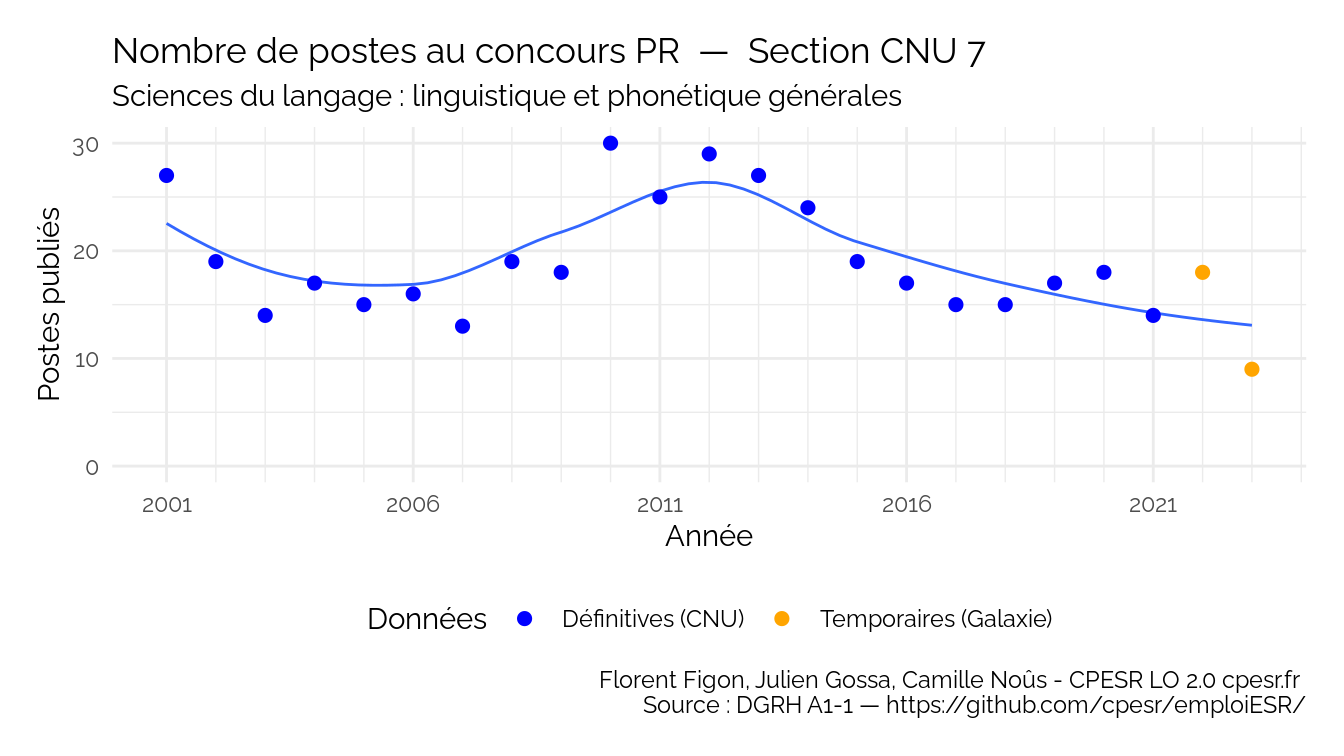 Nombre de postes au concours PR — Section CNU 7
Sciences du langage : linguistique et phonétique générales
30
20
10
0
Postes publiés
2001 2006 2011 2016 2021
Année
Données Définitives (CNU) Temporaires (Galaxie)
Florent Figon, Julien Gossa, Camille Noûs - CPESR LO 2.0 cpesr.fr
Source : DGRH A1-1 — https://github.com/cpesr/emploiESR/